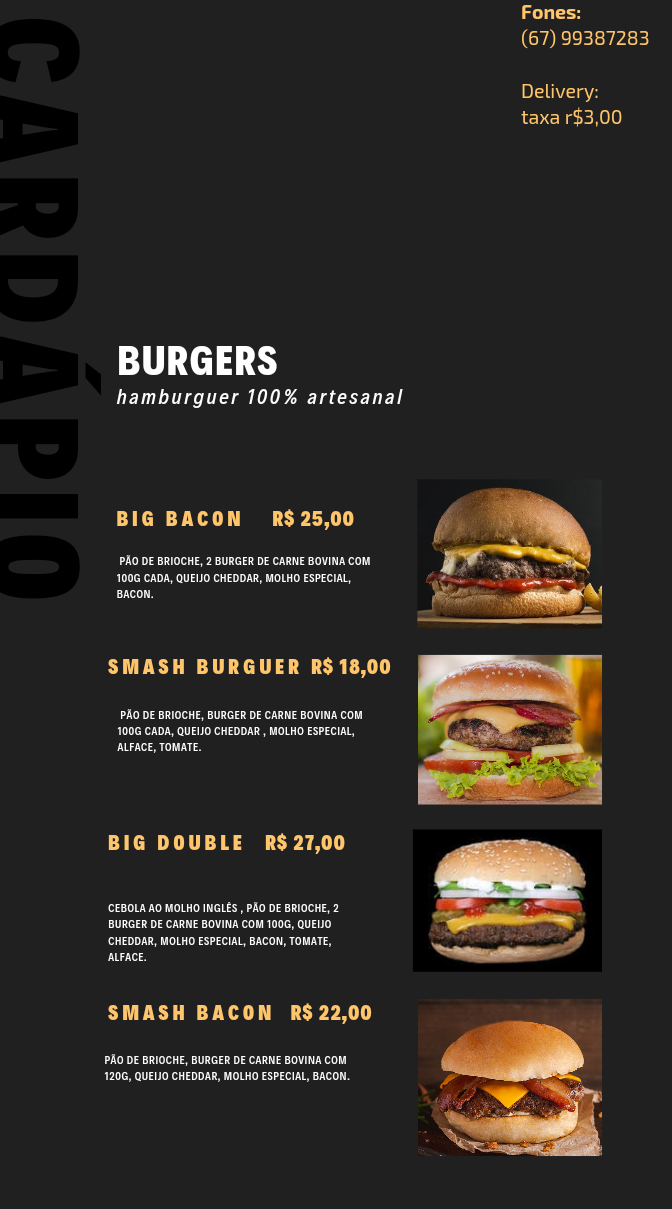 Fones:
(67) 99387283
Delivery:
taxa r$3,00
CARDÁPIO
BURGERS
hamburguer 100% artesanal
BIG BACON R$ 25,00
PÃO DE BRIOCHE, 2 BURGER DE CARNE BOVINA COM
100G CADA, QUEIJO CHEDDAR, MOLHO ESPECIAL,
BACON.
SMASH BURGUER R$ 18,00
PÃO DE BRIOCHE, BURGER DE CARNE BOVINA COM
100G CADA, QUEIJO CHEDDAR , MOLHO ESPECIAL,
ALFACE, TOMATE.
BIG DOUBLE R$ 27,00
CEBOLA AO MOLHO INGLÊS , PÃO DE BRIOCHE, 2
BURGER DE CARNE BOVINA COM 100G, QUEIJO
CHEDDAR, MOLHO ESPECIAL, BACON, TOMATE,
ALFACE.
SMASH BACON R$ 22,00
PÃO DE BRIOCHE, BURGER DE CARNE BOVINA COM
120G, QUEIJO CHEDDAR, MOLHO ESPECIAL, BACON.